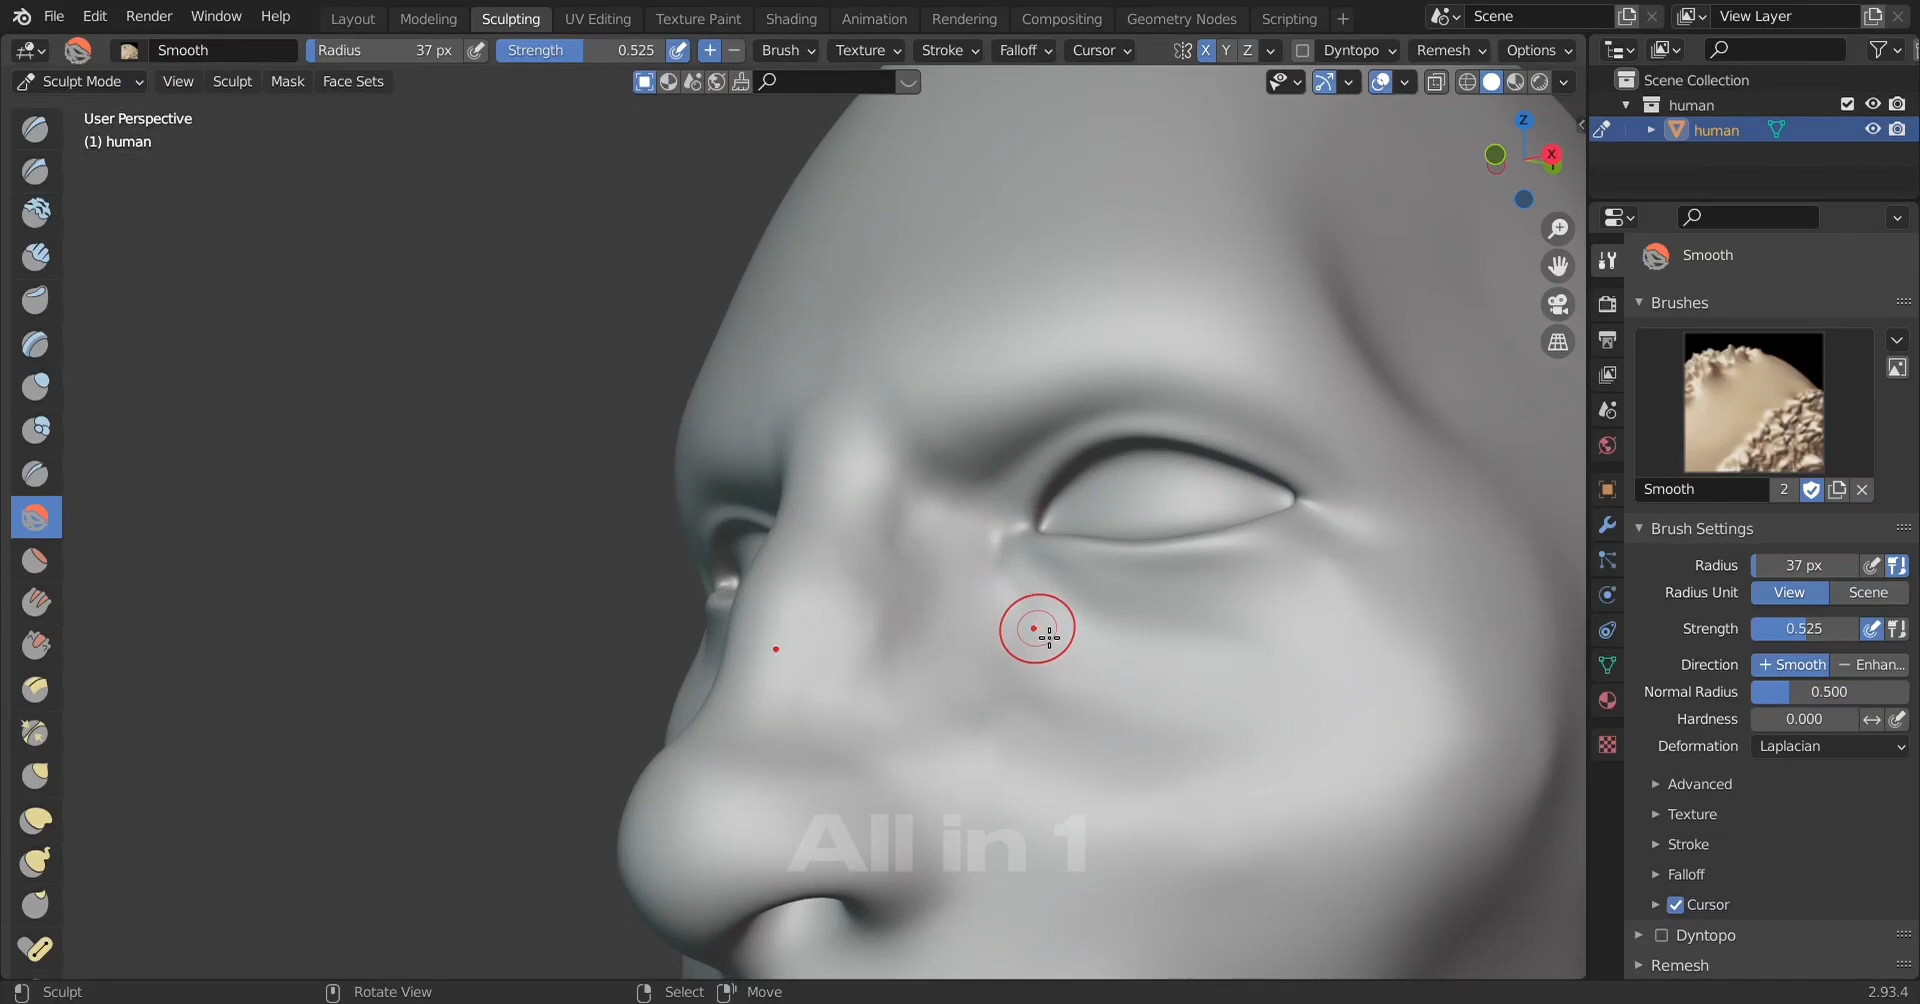 File Edit Render Window Help Layout Modeling Sculpting UV Editing Texture Paint Shading Animation Rendering Compositing Geometry Nodes Scripting + Scene View Layer
Smooth Radius 37 px Strength 0.525 + − Brush Texture Stroke Falloff Cursor X Y Z Dyntopo Remesh Options
Sculpt Mode View Sculpt Mask Face Sets
User Perspective
(1) human
Z
X
Y
All in 1
Scene Collection
human
human
Smooth
Brushes
Smooth 2
Brush Settings
Radius 37 px
Radius Unit View Scene
Strength 0.525
Direction + Smooth − Enhan...
Normal Radius 0.500
Hardness 0.000
Deformation Laplacian
Advanced
Texture
Stroke
Falloff
Cursor
Dyntopo
Remesh
Sculpt Rotate View Select Move 2.93.4